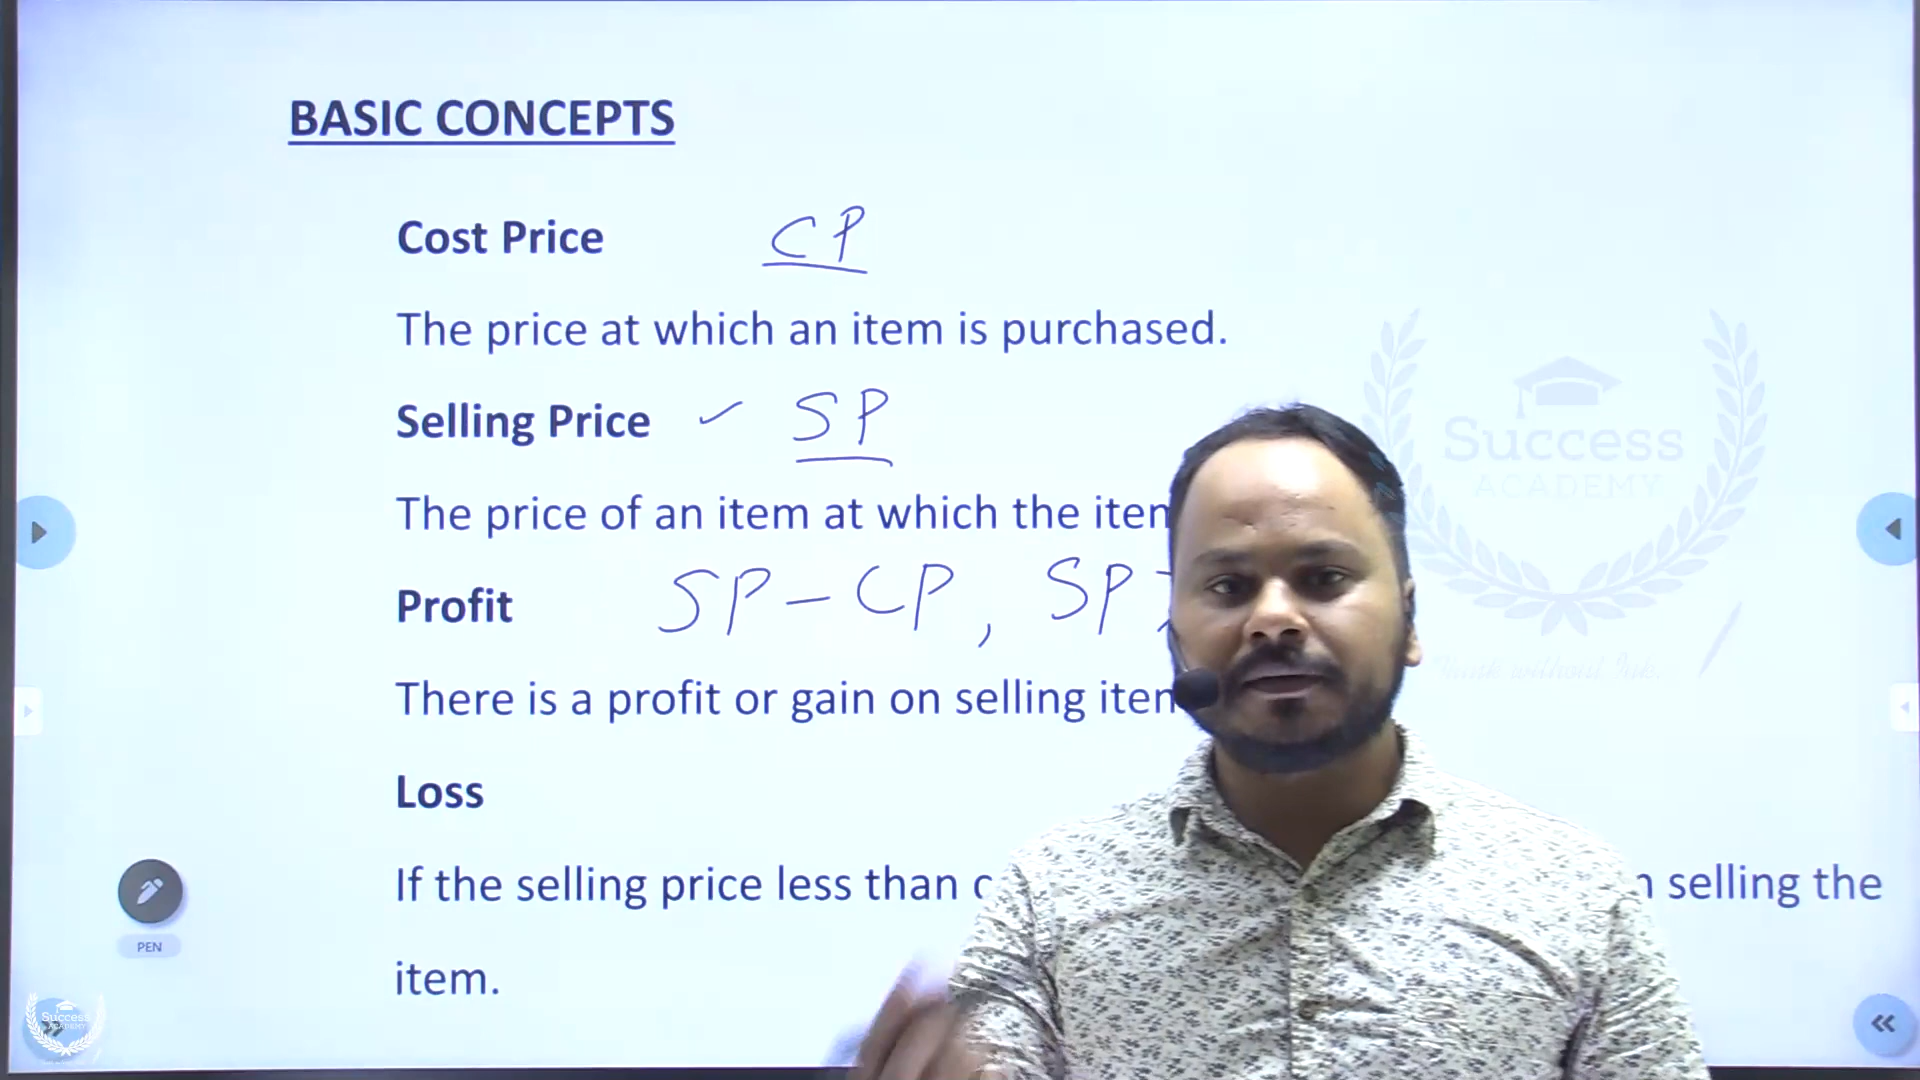 BASIC CONCEPTS
Cost Price CP
The price at which an item is purchased.
Selling Price ✓ SP
The price of an item at which the
Profit SP – CP, SP
There is a profit or gain on selling
Loss
If the selling price less than selling the
item.
Success
ACADEMY
PEN
Success
ACADEMY